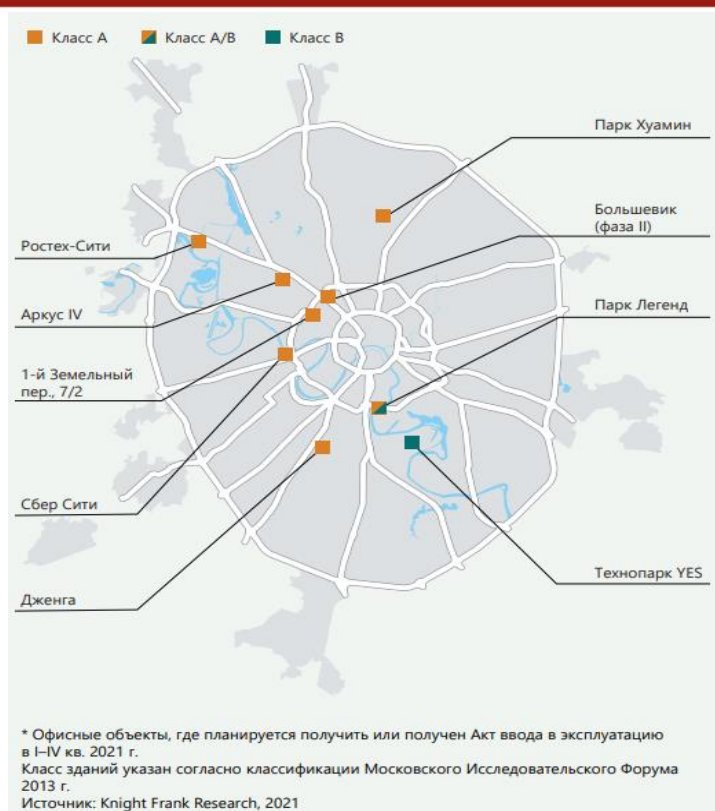 Класс А
Класс А/В
Класс В
Парк Хуамин
Большевик
(фаза II)
Ростех-Сити
Парк Легенд
Аркус IV
1-й Земельный
пер., 7/2
Сбер Сити
Технопарк YES
Дженга
* Офисные объекты, где планируется получить или получен Акт ввода в эксплуатацию
в I–IV кв. 2021 г.
Класс зданий указан согласно классификации Московского Исследовательского Форума
2013 г.
Источник: Knight Frank Research, 2021